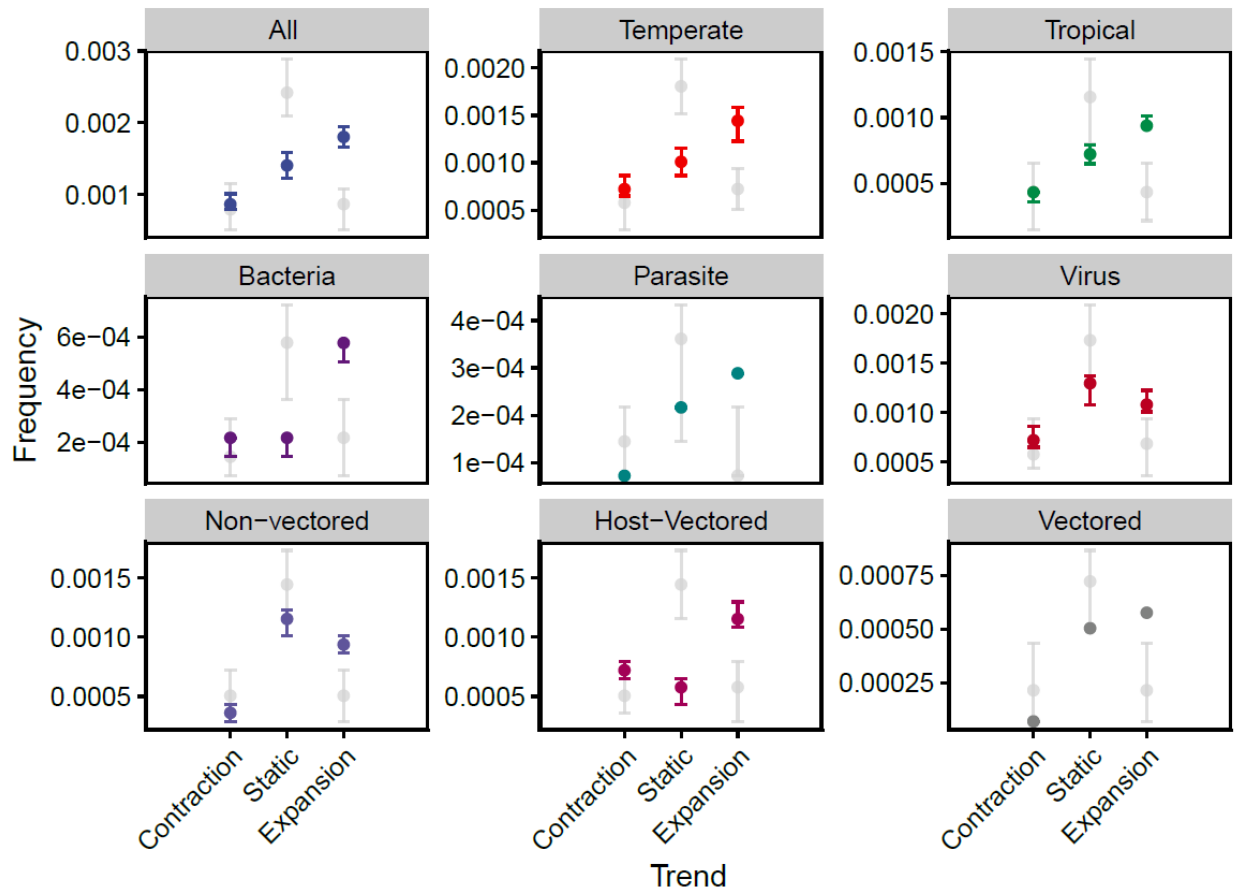 All
Temperate
Tropical
0.003
0.002
0.001
0.0020
0.0015
0.0010
0.0005
0.0015
0.0010
0.0005
Bacteria
Parasite
Virus
6e−04
4e−04
2e−04
4e−04
3e−04
2e−04
1e−04
0.0020
0.0015
0.0010
0.0005
Frequency
Non−vectored
Host−Vectored
Vectored
0.0015
0.0010
0.0005
0.0015
0.0010
0.0005
0.00075
0.00050
0.00025
Contraction
Static
Expansion
Contraction
Static
Expansion
Contraction
Static
Expansion
Trend